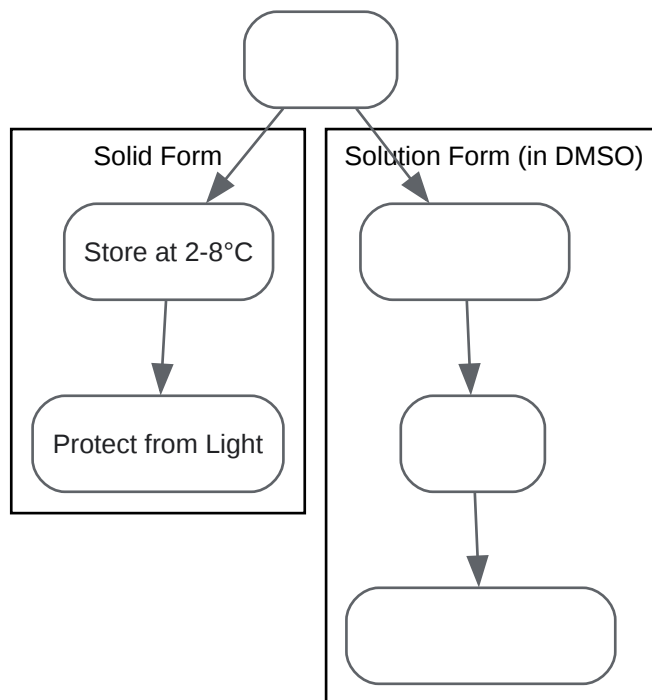 Solid Form
Solution Form (in DMSO)
Store at 2-8°C
Protect from Light